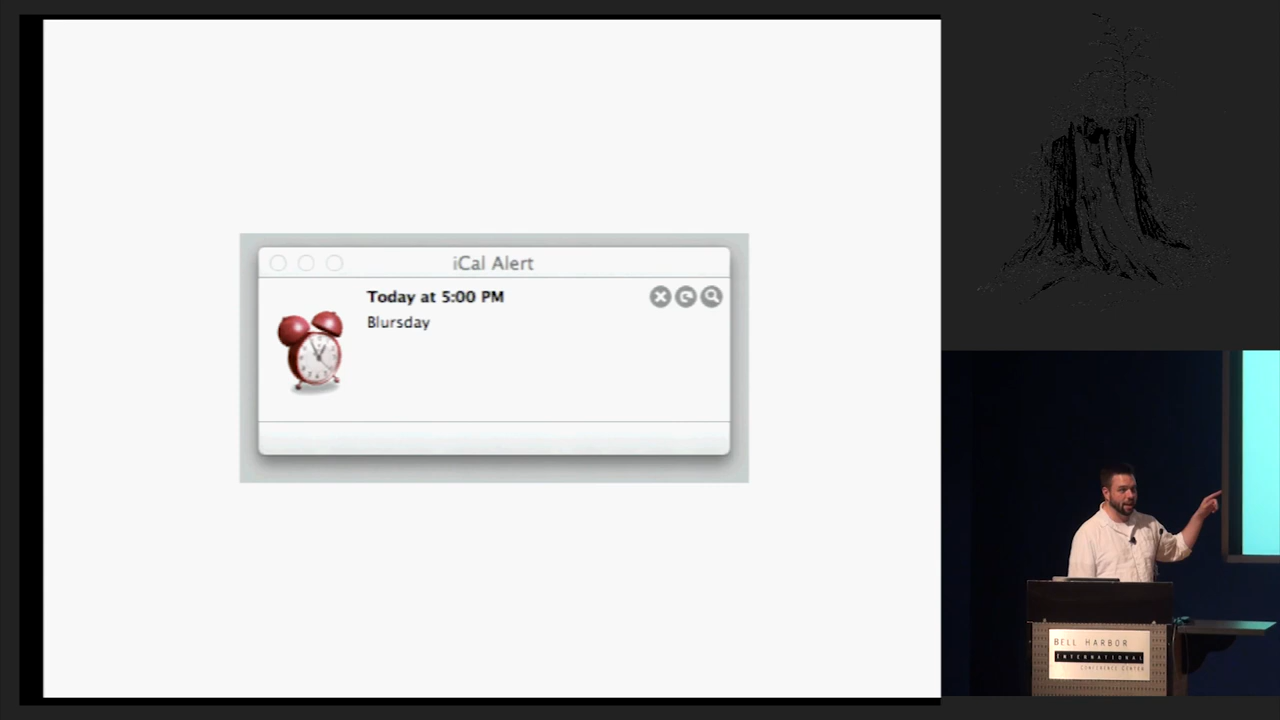 iCal Alert
Today at 5:00 PM
Blursday
BELL HARBOR
INTERNATIONAL
CONFERENCE CENTER